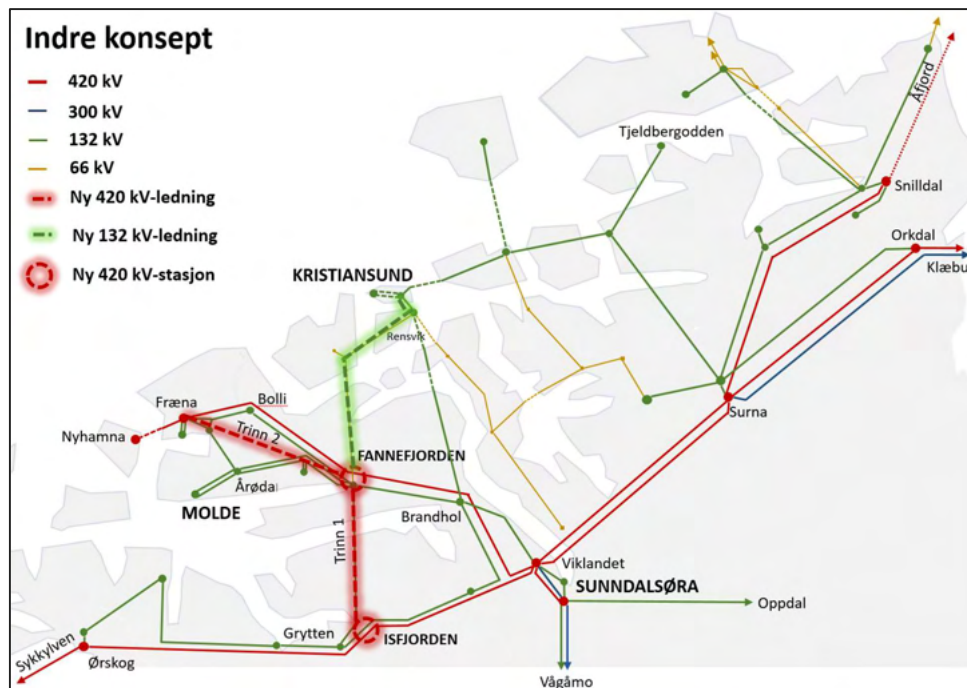 Indre konsept
420 kV
300 kV
132 kV
66 kV
Ny 420 kV-ledning
Ny 132 kV-ledning
Ny 420 kV-stasjon
Åfjord
Tjeldbergodden
Snilldal
Orkdal
Klæbu
KRISTIANSUND
Rensvik
Bolli
Fræna
Surna
Nyhamna
Trinn 2
FANNEFJORDEN
Årøda
MOLDE
Brandhol
Trinn 1
Viklandet
SUNNDALSØRA
Oppdal
Grytten
ISFJORDEN
Sykkylven
Ørskog
Vågåmo